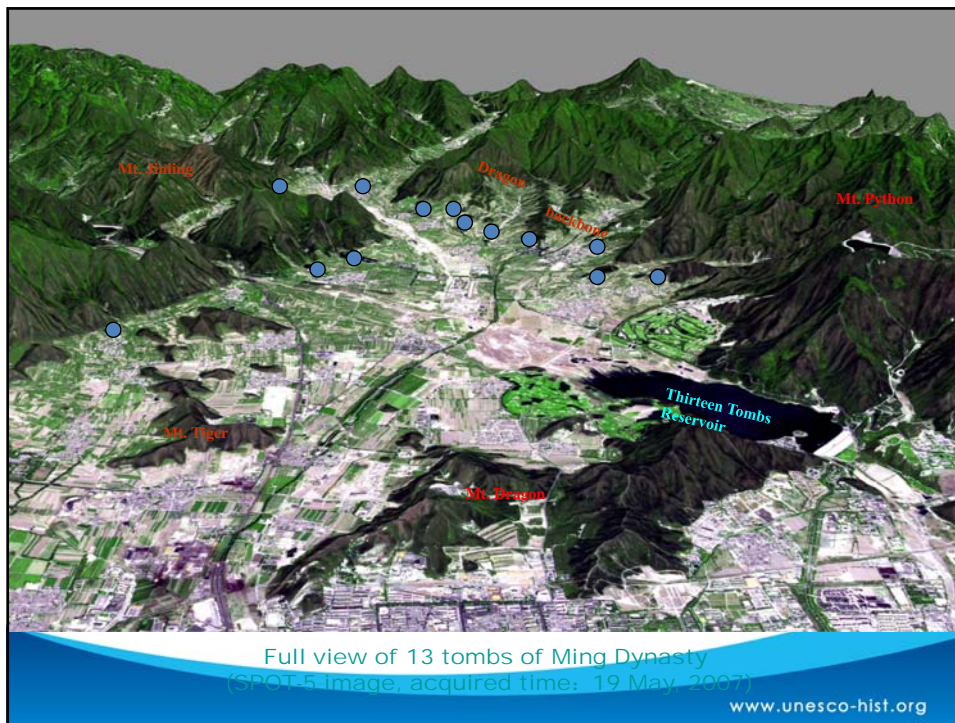 Mt. Jinling
Dragon
backbone
Mt. Python
Thirteen Tombs
Reservoir
Mt. Tiger
Mt. Dragon
Full view of 13 tombs of Ming Dynasty
(SPOT-5 image, acquired time: 19 May, 2007)
www.unesco-hist.org